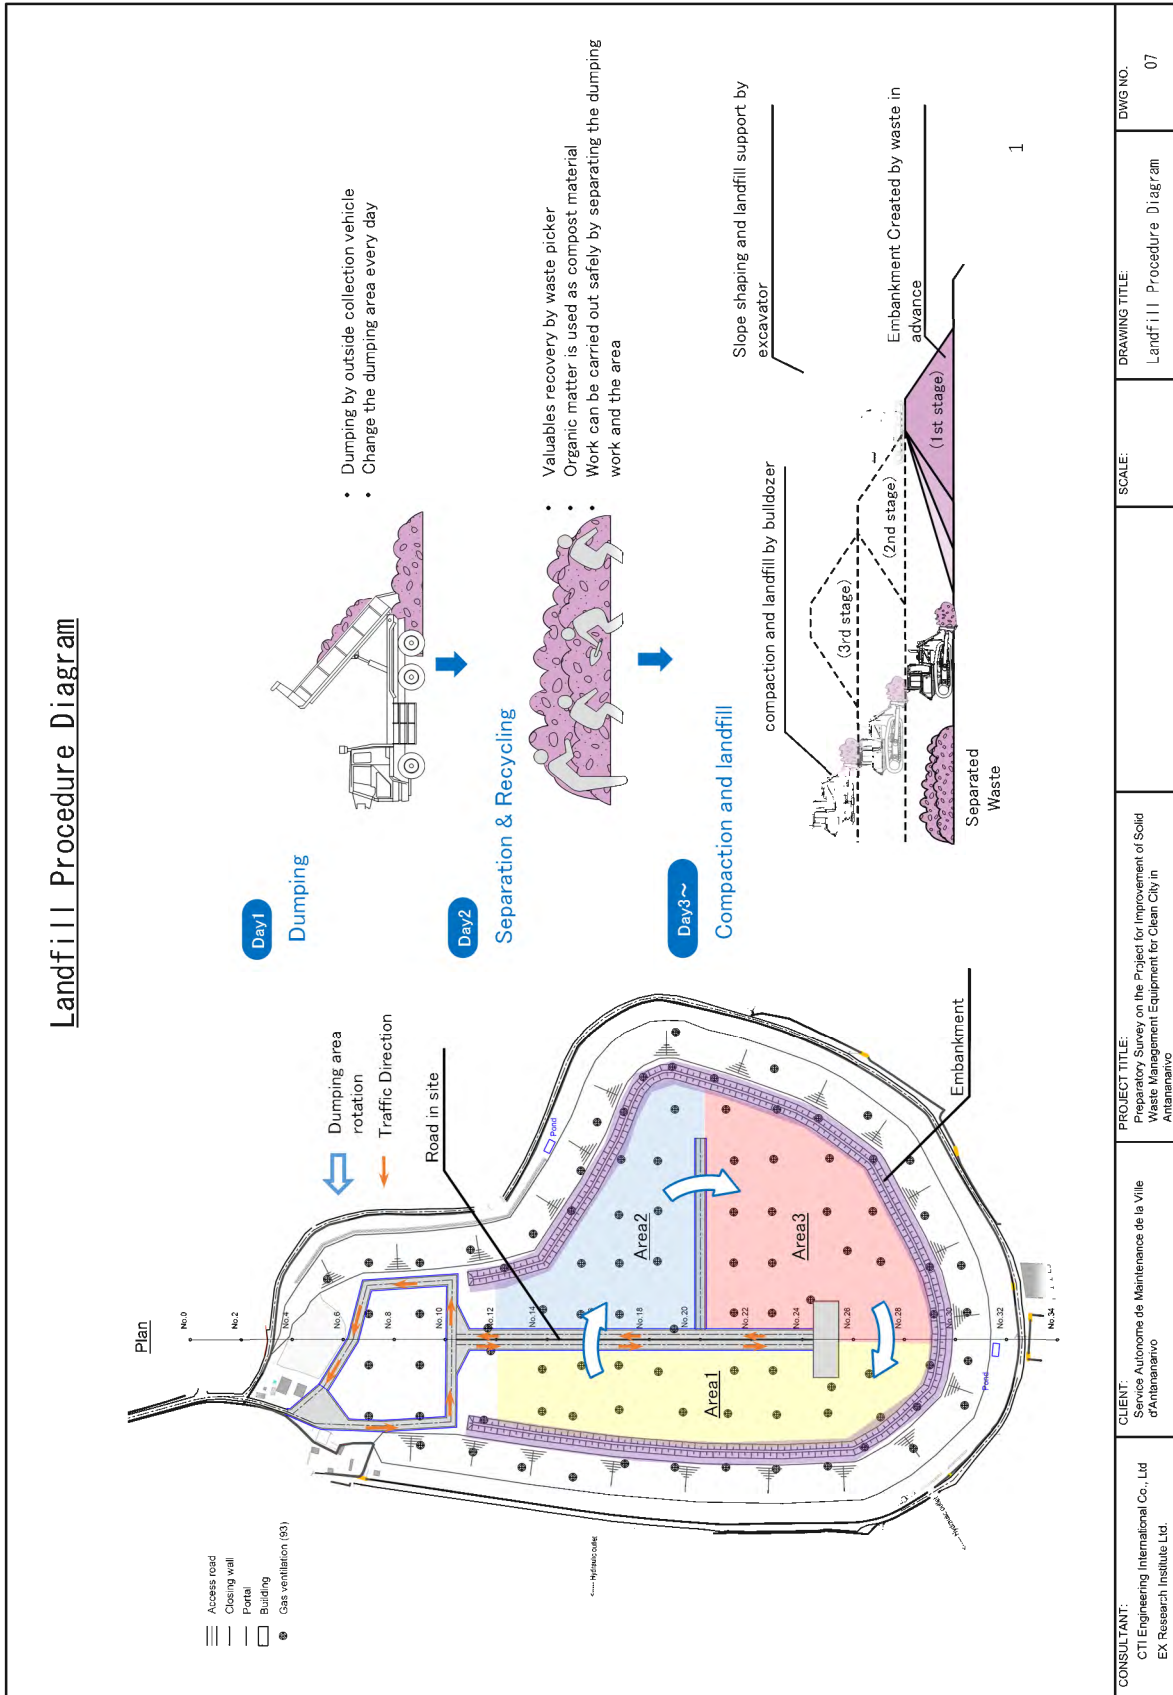 Landfill Procedure Diagram
Plan
Access road
Closing wall
Portal
Building
Gas ventilation (93)
Dumping area
rotation
Traffic Direction
Road in site
No.0
No.2
No.4
No.6
No.8
No.10
No.12
No.14
No.18
No.20
No.22
No.24
No.26
No.28
No.30
No.32
No.34
Pond
Area2
Area1
Area3
Pond
Embankment
<---- Hydraulic outlet
<---- Hydraulic outlet
Day1
Dumping
• Dumping by outside collection vehicle
• Change the dumping area every day
Day2
Separation & Recycling
• Valuables recovery by waste picker
• Organic matter is used as compost material
• Work can be carried out safely by separating the dumping
work and the area
Day3~
Compaction and landfill
compaction and landfill by bulldozer
Slope shaping and landfill support by
excavator
Embankment Created by waste in
advance
(3rd stage)
(2nd stage)
(1st stage)
Separated
Waste
1
CONSULTANT:
CTI Engineering International Co., Ltd
EX Research Institute Ltd.
CLIENT:
Service Autonome de Maintenance de la Ville
d'Antananarivo
PROJECT TITLE:
Preparatory Survey on the Project for Improvement of Solid
Waste Management Equipment for Clean City in
Antananarivo
SCALE:
DRAWING TITLE:
Landfill Procedure Diagram
DWG NO.
07